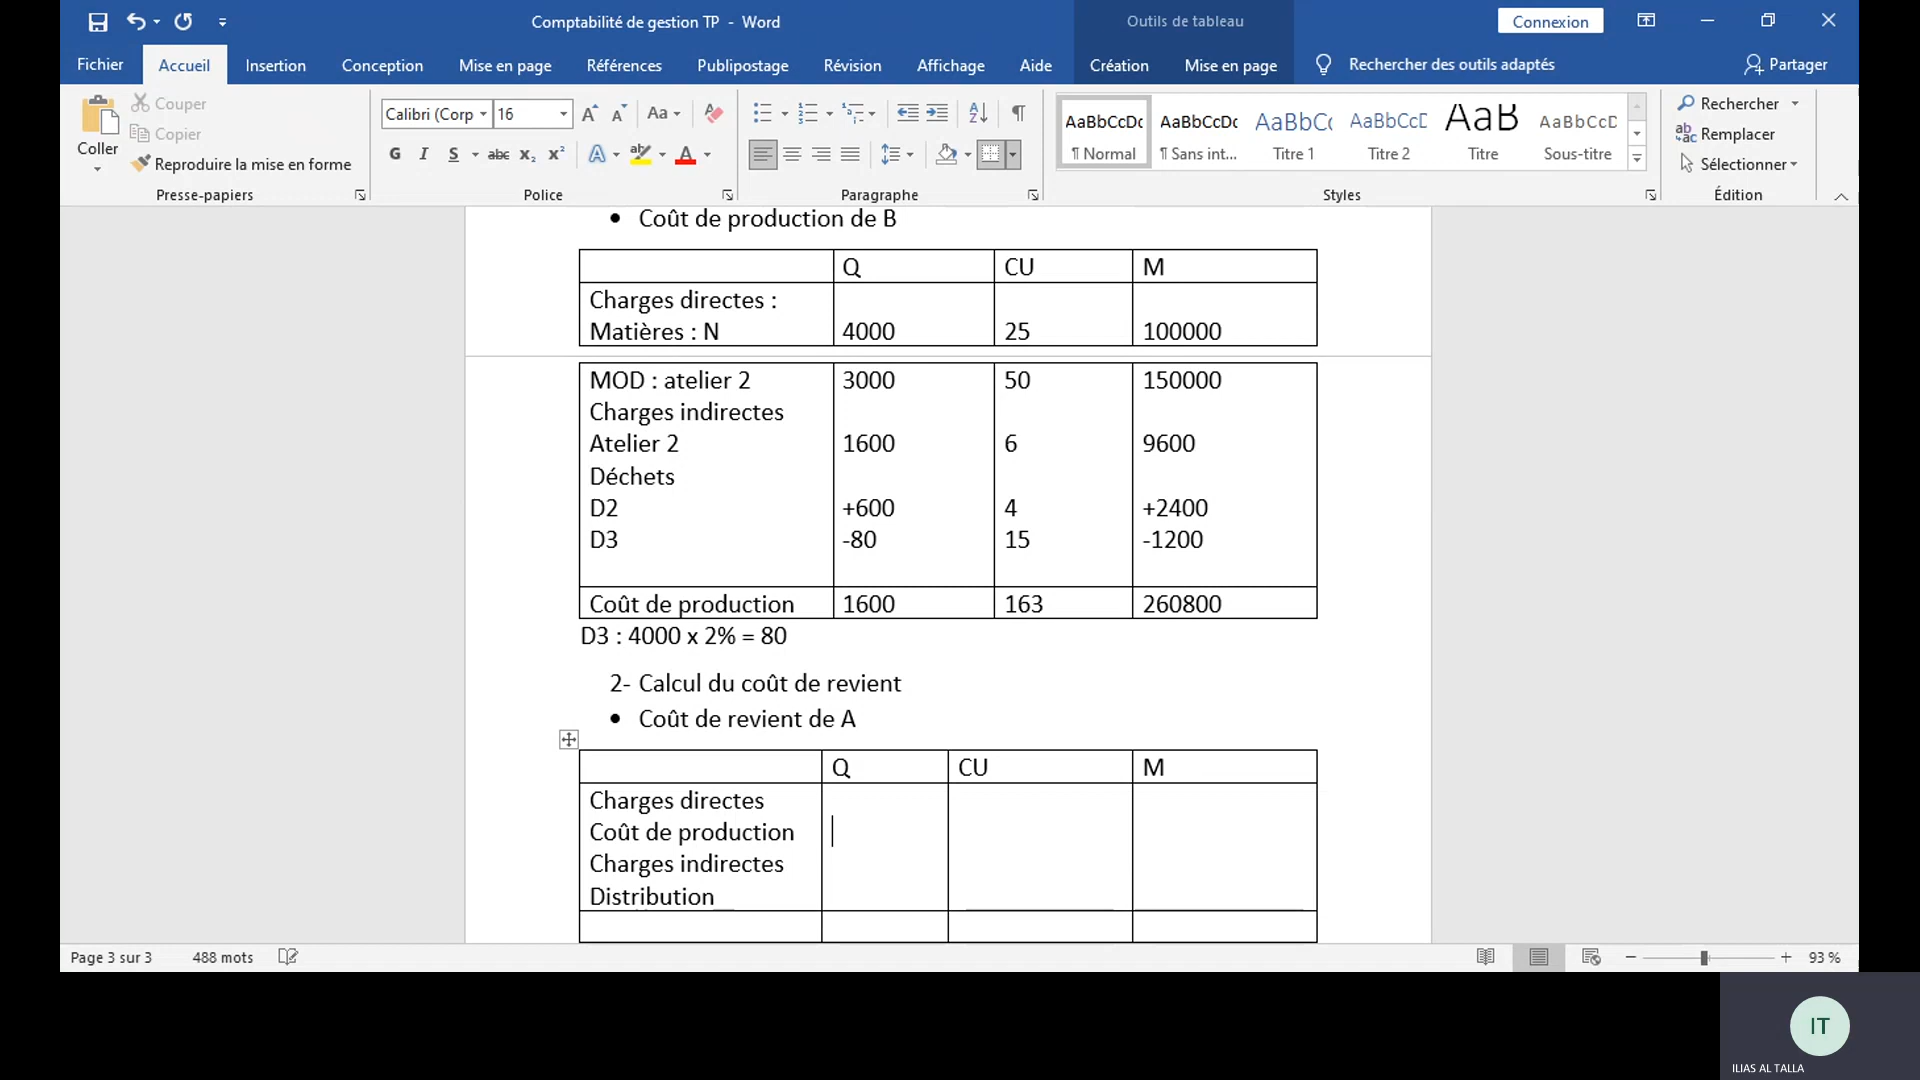 Comptabilité de gestion TP - Word
Outils de tableau
Connexion
Fichier
Accueil
Insertion
Conception
Mise en page
Références
Publipostage
Révision
Affichage
Aide
Création
Mise en page
Rechercher des outils adaptés
Partager
Coller
Couper
Copier
Reproduire la mise en forme
Presse-papiers
Calibri (Corp
16
Aa
G I S abc x₂ x² A A
Police
Paragraphe
AaBbCcDc
¶ Normal
AaBbCcDc
¶ Sans int...
AaBbCc
Titre 1
AaBbCcD
Titre 2
AaB
Titre
AaBbCcD
Sous-titre
Styles
Rechercher
Remplacer
Sélectionner
Édition
• Coût de production de B
Q CU M
Charges directes :
Matières : N 4000 25 100000
MOD : atelier 2 3000 50 150000
Charges indirectes
Atelier 2 1600 6 9600
Déchets
D2 +600 4 +2400
D3 -80 15 -1200
Coût de production 1600 163 260800
D3 : 4000 x 2% = 80
2- Calcul du coût de revient
• Coût de revient de A
Q CU M
Charges directes
Coût de production
Charges indirectes
Distribution
Page 3 sur 3
488 mots
93 %
IT
ILIAS AL TALLA